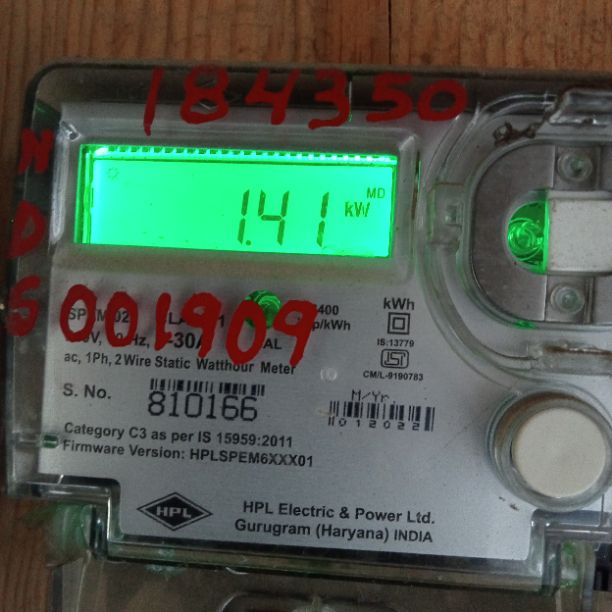 184350
N
D
S
MD
1.41 kW
001909
kWh
IS:13779
ac, 1Ph, 2Wire Static Watthour Meter
CM/L-9190783
S. No.
810166
M/Yr.
012022
Category C3 as per IS 15959:2011
Firmware Version: HPLSPEM6XXX01
HPL
HPL Electric & Power Ltd.
Gurugram (Haryana) INDIA